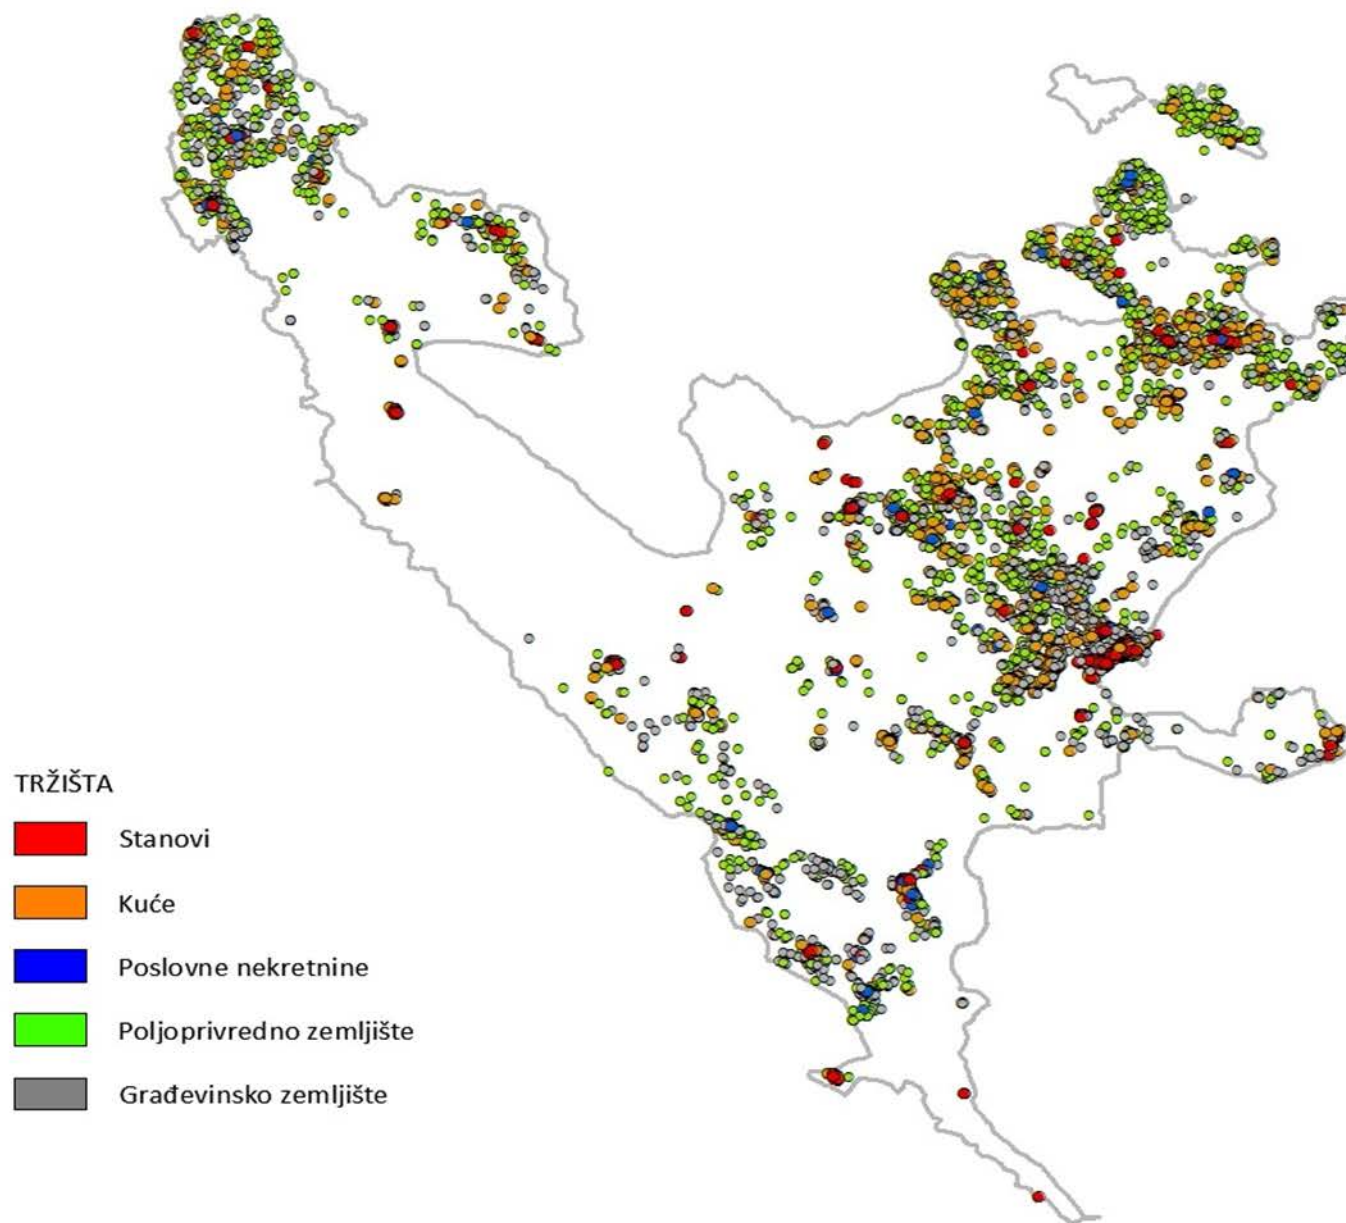 TRŽIŠTA
Stanovi
Kuće
Poslovne nekretnine
Poljoprivredno zemljište
Građevinsko zemljište